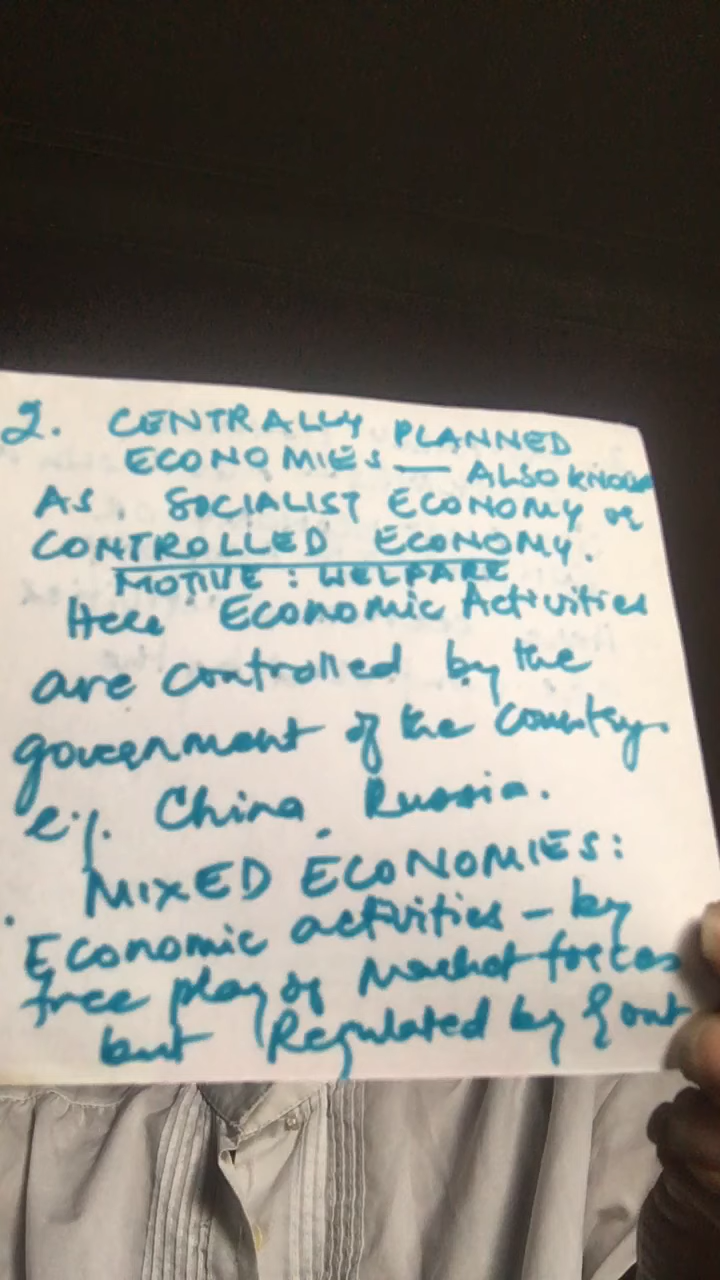 2. CENTRALLY PLANNED
ECONOMIES — ALSO KNOWN
AS SOCIALIST ECONOMY or
CONTROLLED ECONOMY.
MOTIVE : WELFARE
Here Economic Activities
are controlled by the
government of the country.
e.g. China, Russia.
MIXED ECONOMIES:
Economic activities - by
free play of Market forces
but Regulated by Govt